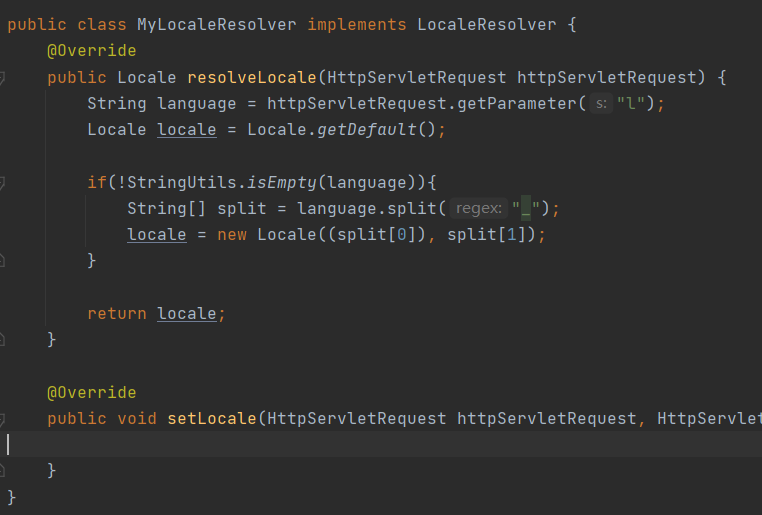 public class MyLocaleResolver implements LocaleResolver {
@Override
public Locale resolveLocale(HttpServletRequest httpServletRequest) {
String language = httpServletRequest.getParameter( s: "l");
Locale locale = Locale.getDefault();
if(!StringUtils.isEmpty(language)){
String[] split = language.split( regex: "_");
locale = new Locale((split[0]), split[1]);
}
return locale;
}
@Override
public void setLocale(HttpServletRequest httpServletRequest, HttpServlet
}
}